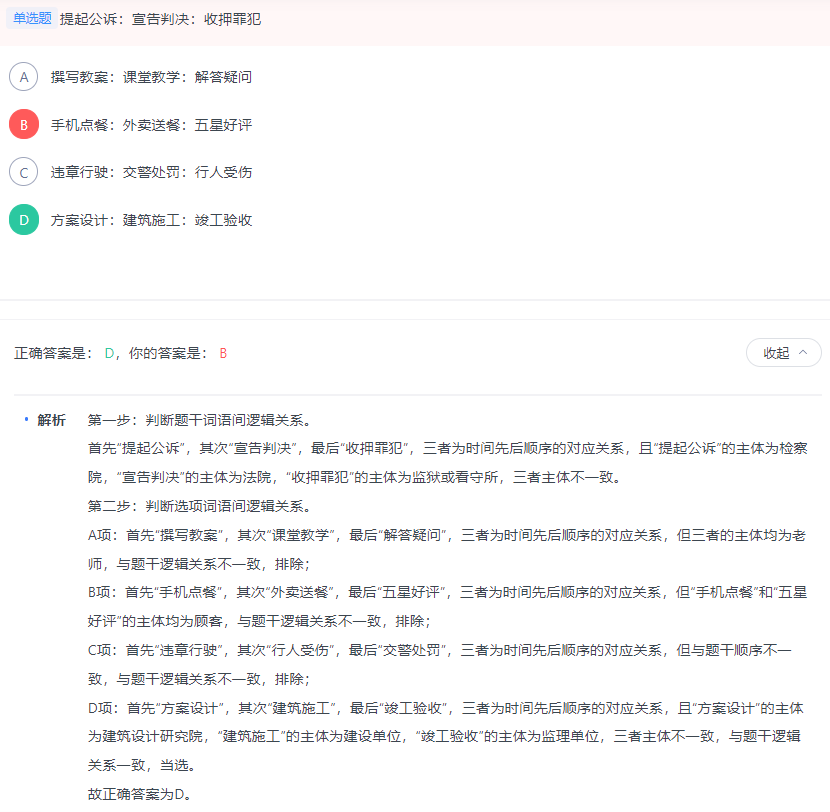 单选题 提起公诉：宣告判决：收押罪犯
A 撰写教案：课堂教学：解答疑问
B 手机点餐：外卖送餐：五星好评
C 违章行驶：交警处罚：行人受伤
D 方案设计：建筑施工：竣工验收
正确答案是： D，你的答案是： B
收起
解析 第一步：判断题干词语间逻辑关系。
首先“提起公诉”，其次“宣告判决”，最后“收押罪犯”，三者为时间先后顺序的对应关系，且“提起公诉”的主体为检察
院，“宣告判决”的主体为法院，“收押罪犯”的主体为监狱或看守所，三者主体不一致。
第二步：判断选项词语间逻辑关系。
A项：首先“撰写教案”，其次“课堂教学”，最后“解答疑问”，三者为时间先后顺序的对应关系，但三者的主体均为老
师，与题干逻辑关系不一致，排除；
B项：首先“手机点餐”，其次“外卖送餐”，最后“五星好评”，三者为时间先后顺序的对应关系，但“手机点餐”和“五星
好评”的主体均为顾客，与题干逻辑关系不一致，排除；
C项：首先“违章行驶”，其次“行人受伤”，最后“交警处罚”，三者为时间先后顺序的对应关系，但与题干顺序不一
致，与题干逻辑关系不一致，排除；
D项：首先“方案设计”，其次“建筑施工”，最后“竣工验收”，三者为时间先后顺序的对应关系，且“方案设计”的主体
为建筑设计研究院，“建筑施工”的主体为建设单位，“竣工验收”的主体为监理单位，三者主体不一致，与题干逻辑
关系一致，当选。
故正确答案为D。